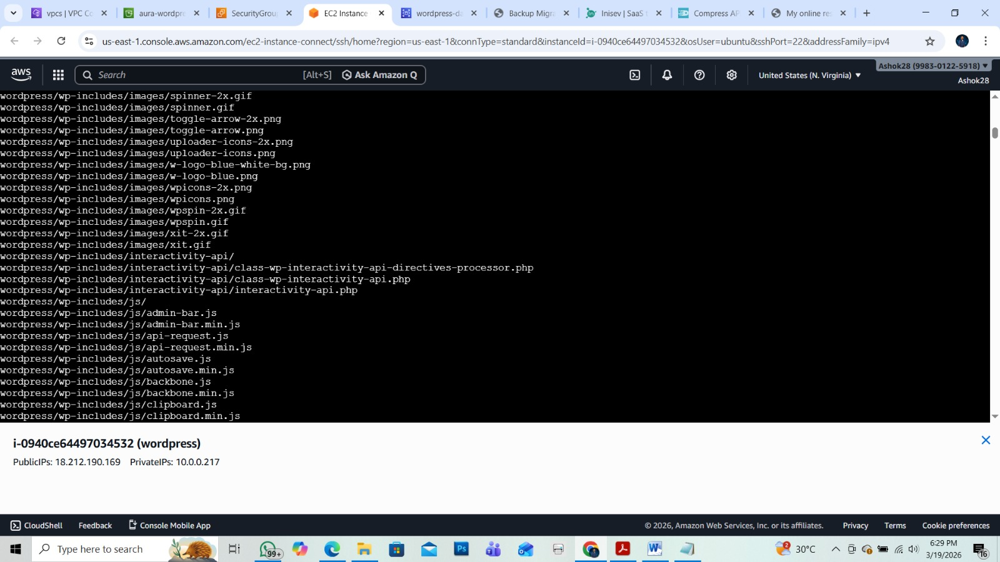 vpcs | VPC Co
aura-wordpre
SecurityGrou
EC2 Instance
wordpress-da
Backup Migra
Inisev | SaaS t
Compress AP
My online re
us-east-1.console.aws.amazon.com/ec2-instance-connect/ssh/home?region=us-east-1&connType=standard&instanceId=i-0940ce64497034532&osUser=ubuntu&sshPort=22&addressFamily=ipv4
aws
Search
[Alt+S]
Ask Amazon Q
United States (N. Virginia)
Ashok28 (9983-0122-5918)
Ashok28
wordpress/wp-includes/images/spinner-2x.gif
wordpress/wp-includes/images/spinner.gif
wordpress/wp-includes/images/toggle-arrow-2x.png
wordpress/wp-includes/images/toggle-arrow.png
wordpress/wp-includes/images/uploader-icons-2x.png
wordpress/wp-includes/images/uploader-icons.png
wordpress/wp-includes/images/w-logo-blue-white-bg.png
wordpress/wp-includes/images/w-logo-blue.png
wordpress/wp-includes/images/wpicons-2x.png
wordpress/wp-includes/images/wpicons.png
wordpress/wp-includes/images/wpspin-2x.gif
wordpress/wp-includes/images/wpspin.gif
wordpress/wp-includes/images/xit-2x.gif
wordpress/wp-includes/images/xit.gif
wordpress/wp-includes/interactivity-api/
wordpress/wp-includes/interactivity-api/class-wp-interactivity-api-directives-processor.php
wordpress/wp-includes/interactivity-api/class-wp-interactivity-api.php
wordpress/wp-includes/interactivity-api/interactivity-api.php
wordpress/wp-includes/js/
wordpress/wp-includes/js/admin-bar.js
wordpress/wp-includes/js/admin-bar.min.js
wordpress/wp-includes/js/api-request.js
wordpress/wp-includes/js/api-request.min.js
wordpress/wp-includes/js/autosave.js
wordpress/wp-includes/js/autosave.min.js
wordpress/wp-includes/js/backbone.js
wordpress/wp-includes/js/backbone.min.js
wordpress/wp-includes/js/clipboard.js
wordpress/wp-includes/js/clipboard.min.js
i-0940ce64497034532 (wordpress)
PublicIPs: 18.212.190.169 PrivateIPs: 10.0.0.217
CloudShell
Feedback
Console Mobile App
© 2026, Amazon Web Services, Inc. or its affiliates.
Privacy
Terms
Cookie preferences
Type here to search
99+
Ps
2
30°C
6:29 PM
3/19/2026
16